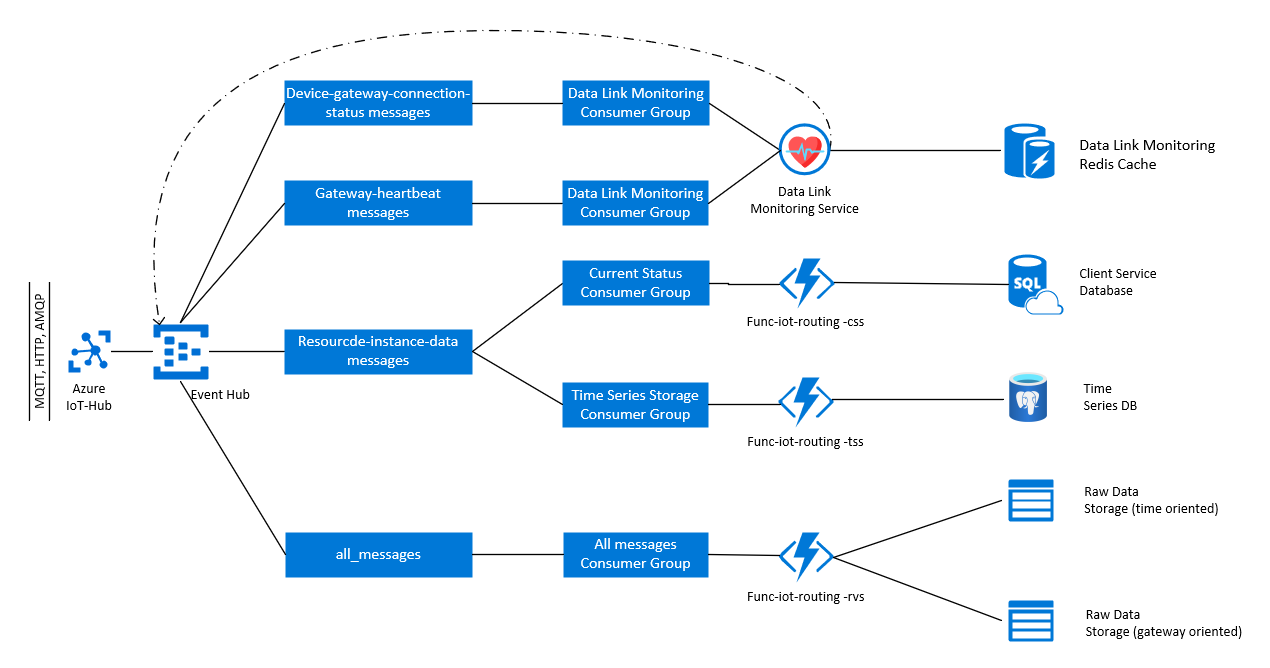 Device-gateway-connection-
status messages
Data Link Monitoring
Consumer Group
Data Link Monitoring
Redis Cache
Gateway-heartbeat
messages
Data Link Monitoring
Consumer Group
Data Link
Monitoring Service
Current Status
Consumer Group
SQL
Client Service
Database
Func-iot-routing -css
MQTT, HTTP, AMQP
Azure
IoT-Hub
Event Hub
Resourcde-instance-data
messages
Time Series Storage
Consumer Group
Time
Series DB
Func-iot-routing -tss
Raw Data
Storage (time oriented)
all_messages
All messages
Consumer Group
Func-iot-routing -rvs
Raw Data
Storage (gateway oriented)